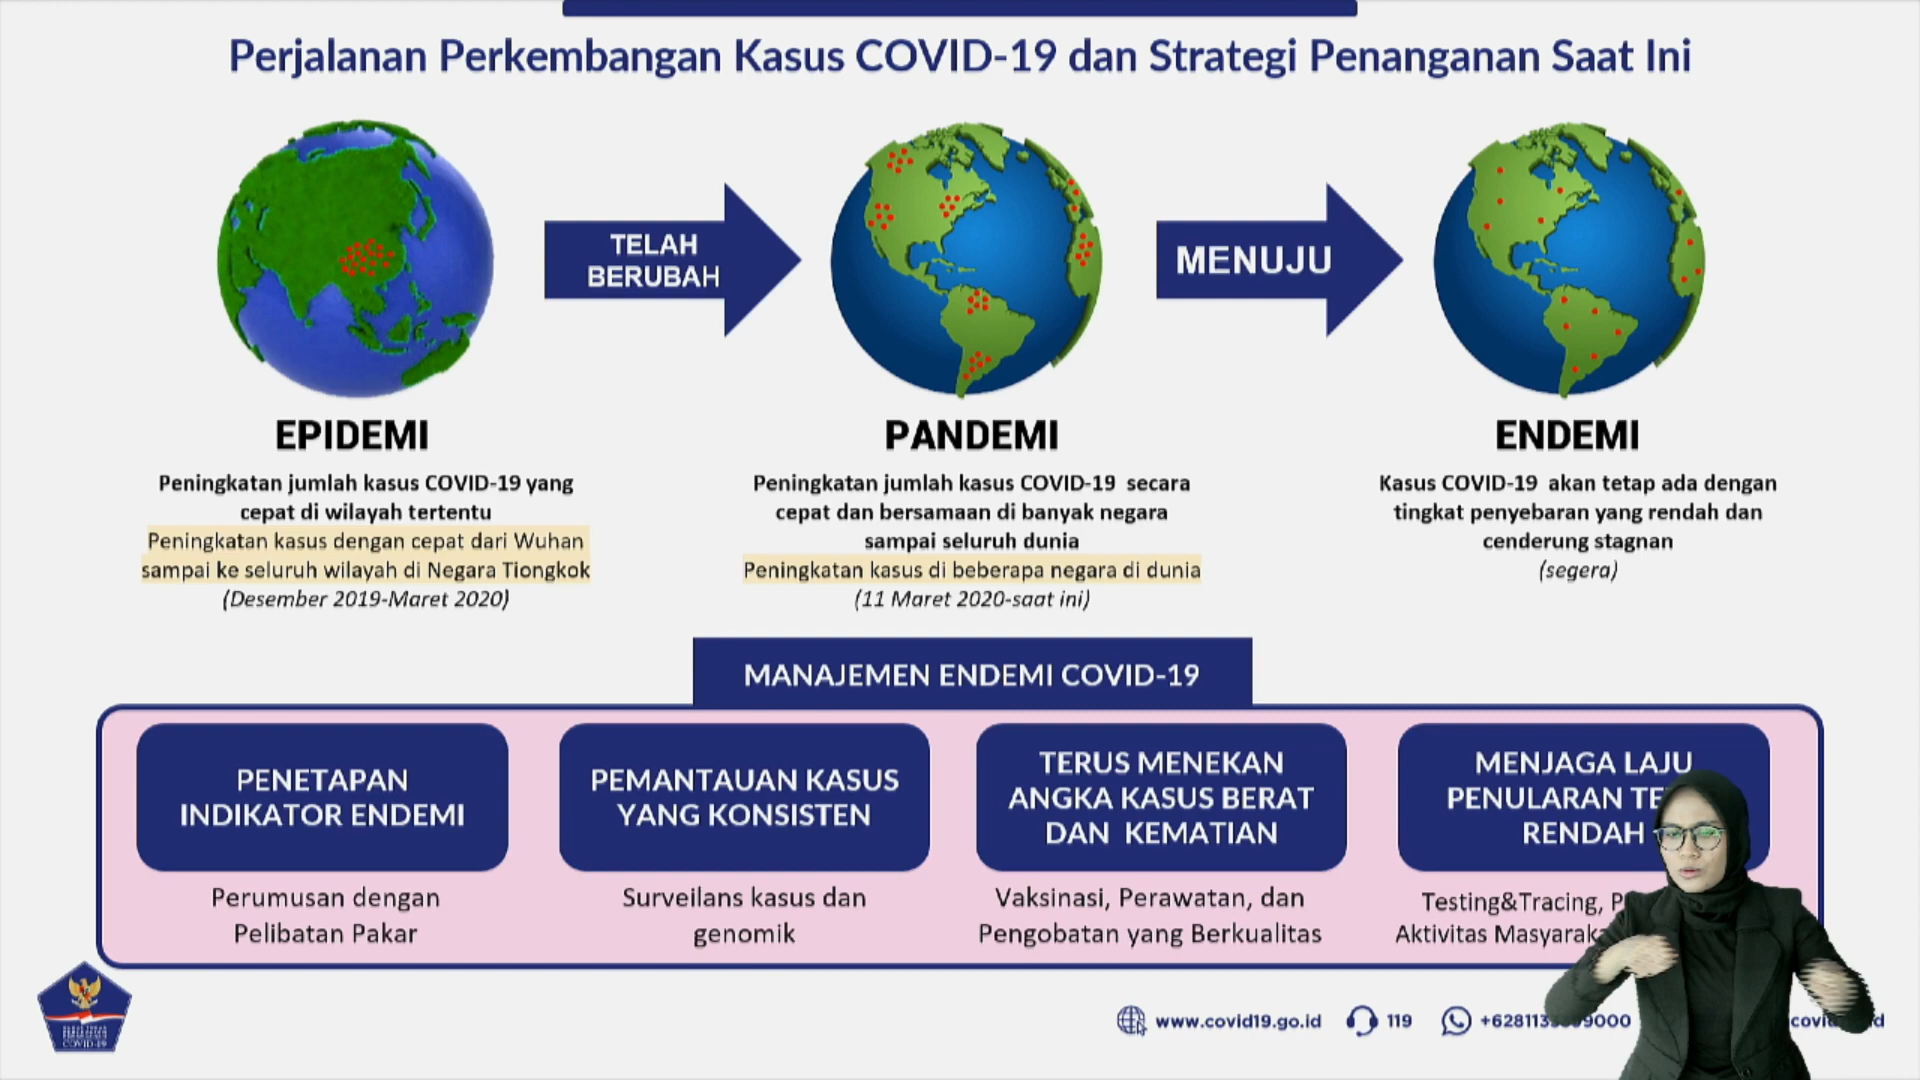 Perjalanan Perkembangan Kasus COVID-19 dan Strategi Penanganan Saat Ini
TELAH
BERUBAH
MENUJU
EPIDEMI
Peningkatan jumlah kasus COVID-19 yang
cepat di wilayah tertentu
Peningkatan kasus dengan cepat dari Wuhan
sampai ke seluruh wilayah di Negara Tiongkok
(Desember 2019-Maret 2020)
PANDEMI
Peningkatan jumlah kasus COVID-19 secara
cepat dan bersamaan di banyak negara
sampai seluruh dunia
Peningkatan kasus di beberapa negara di dunia
(11 Maret 2020-saat ini)
ENDEMI
Kasus COVID-19 akan tetap ada dengan
tingkat penyebaran yang rendah dan
cenderung stagnan
(segera)
MANAJEMEN ENDEMI COVID-19
PENETAPAN
INDIKATOR ENDEMI
Perumusan dengan
Pelibatan Pakar
PEMANTAUAN KASUS
YANG KONSISTEN
Surveilans kasus dan
genomik
TERUS MENEKAN
ANGKA KASUS BERAT
DAN KEMATIAN
Vaksinasi, Perawatan, dan
Pengobatan yang Berkualitas
MENJAGA LAJU
PENULARAN
RENDAH
Testing&Tracing,
Aktivitas
COVID-19
www.covid19.go.id
119